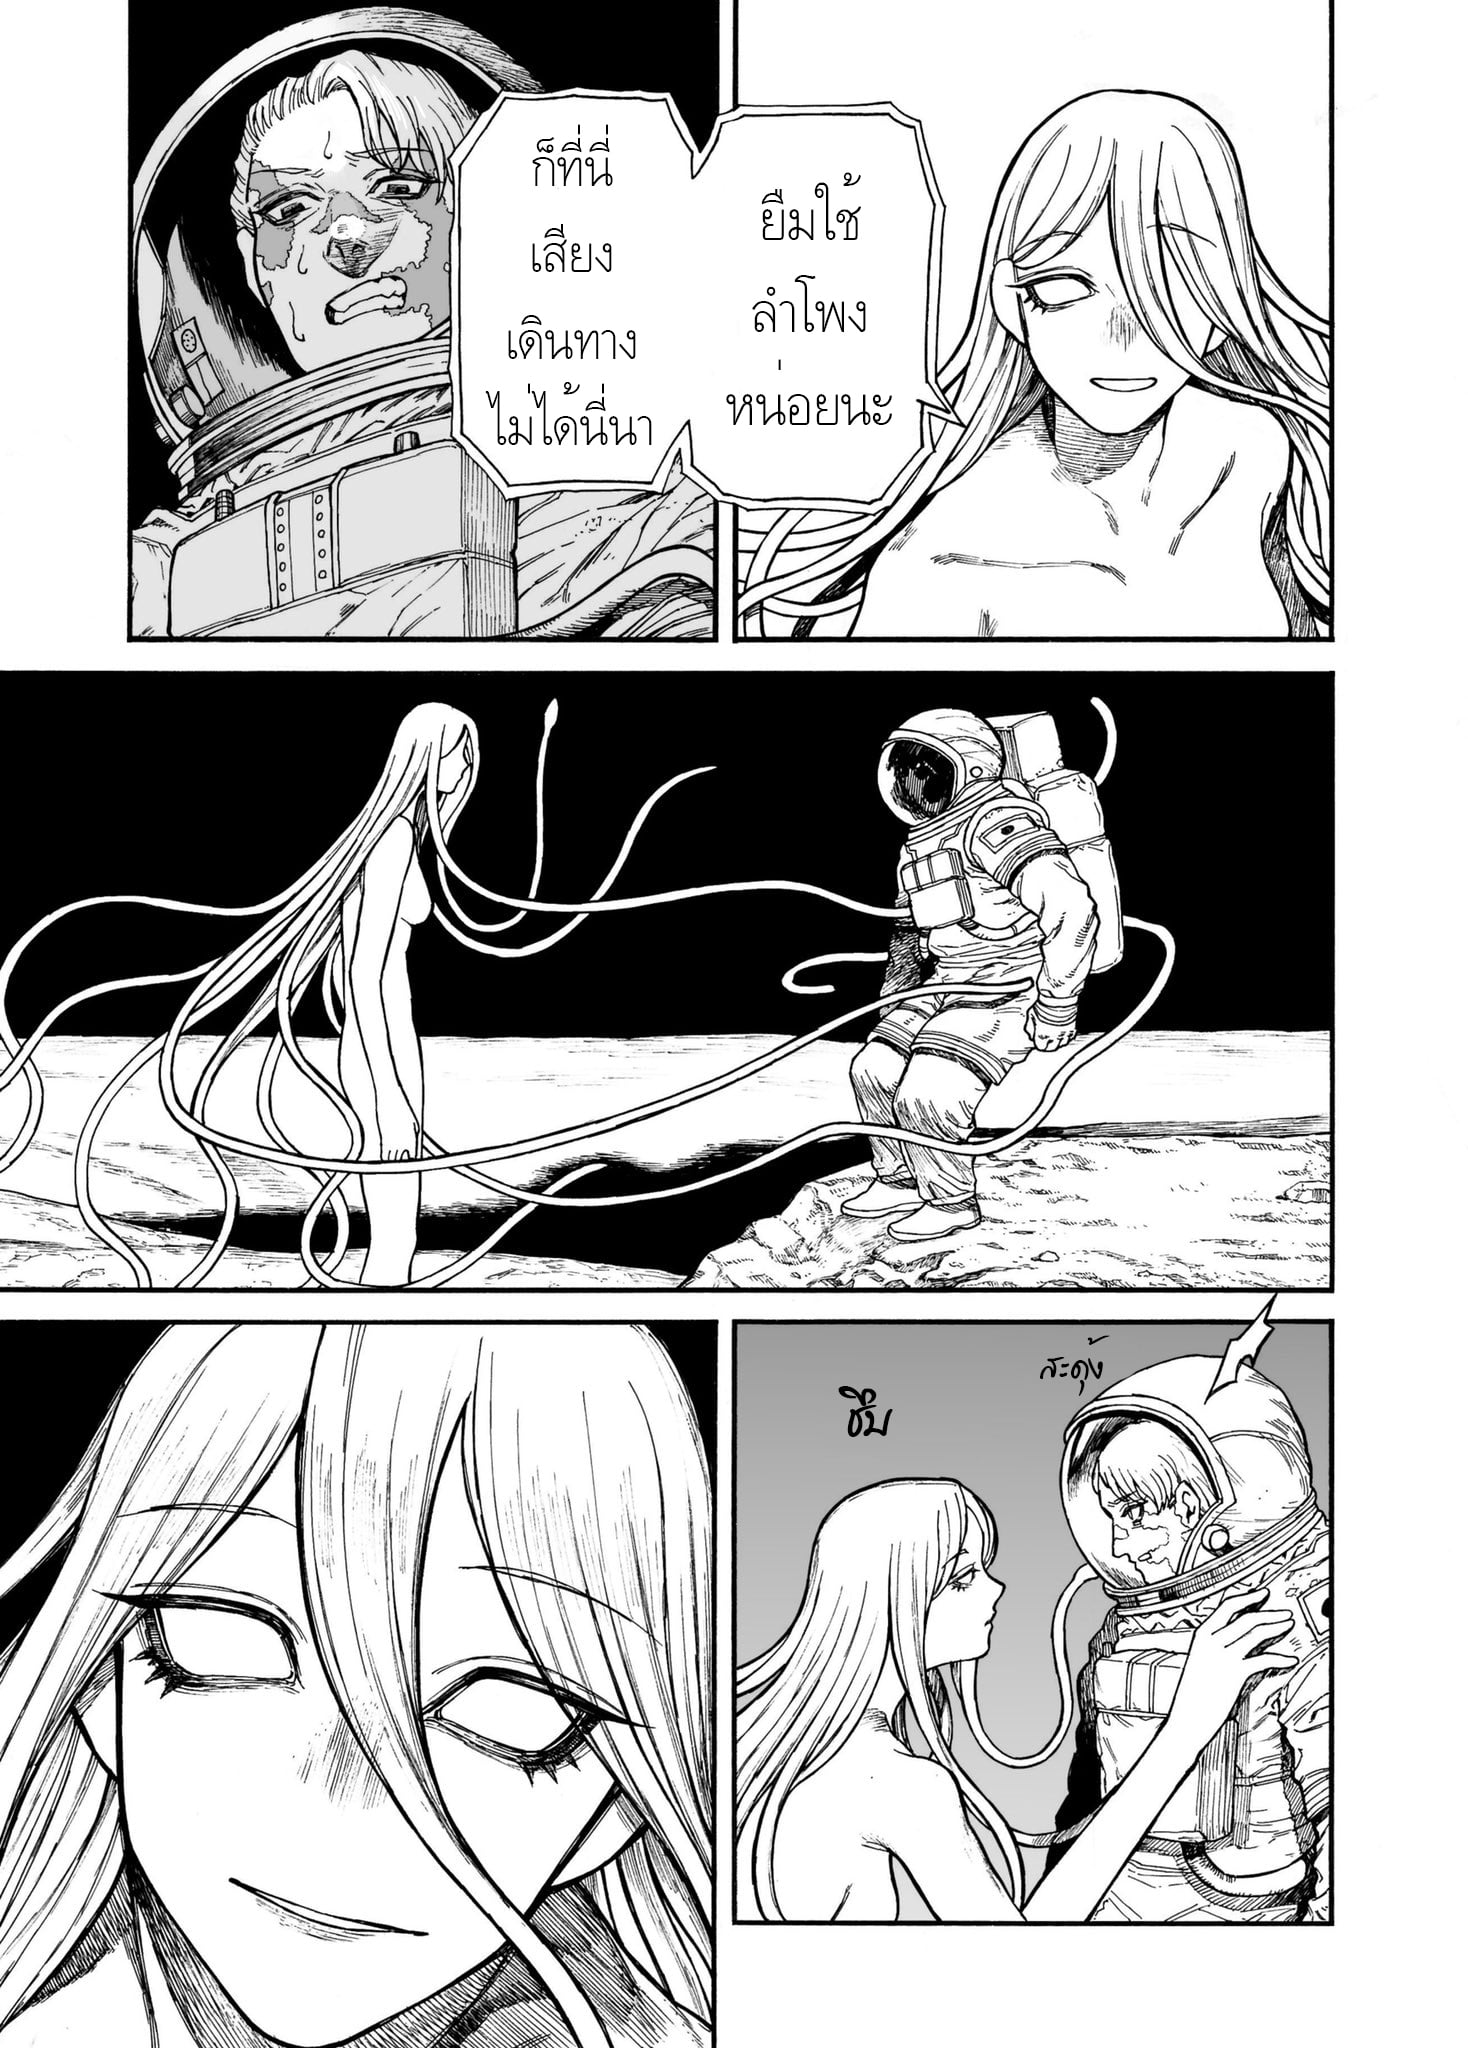 ยืมใช้
ลำโพง
หน่อยนะ
ก็ที่นี่
เสียง
เดินทาง
ไม่ได้นี่นา
สะดุ้ง
ชึบ